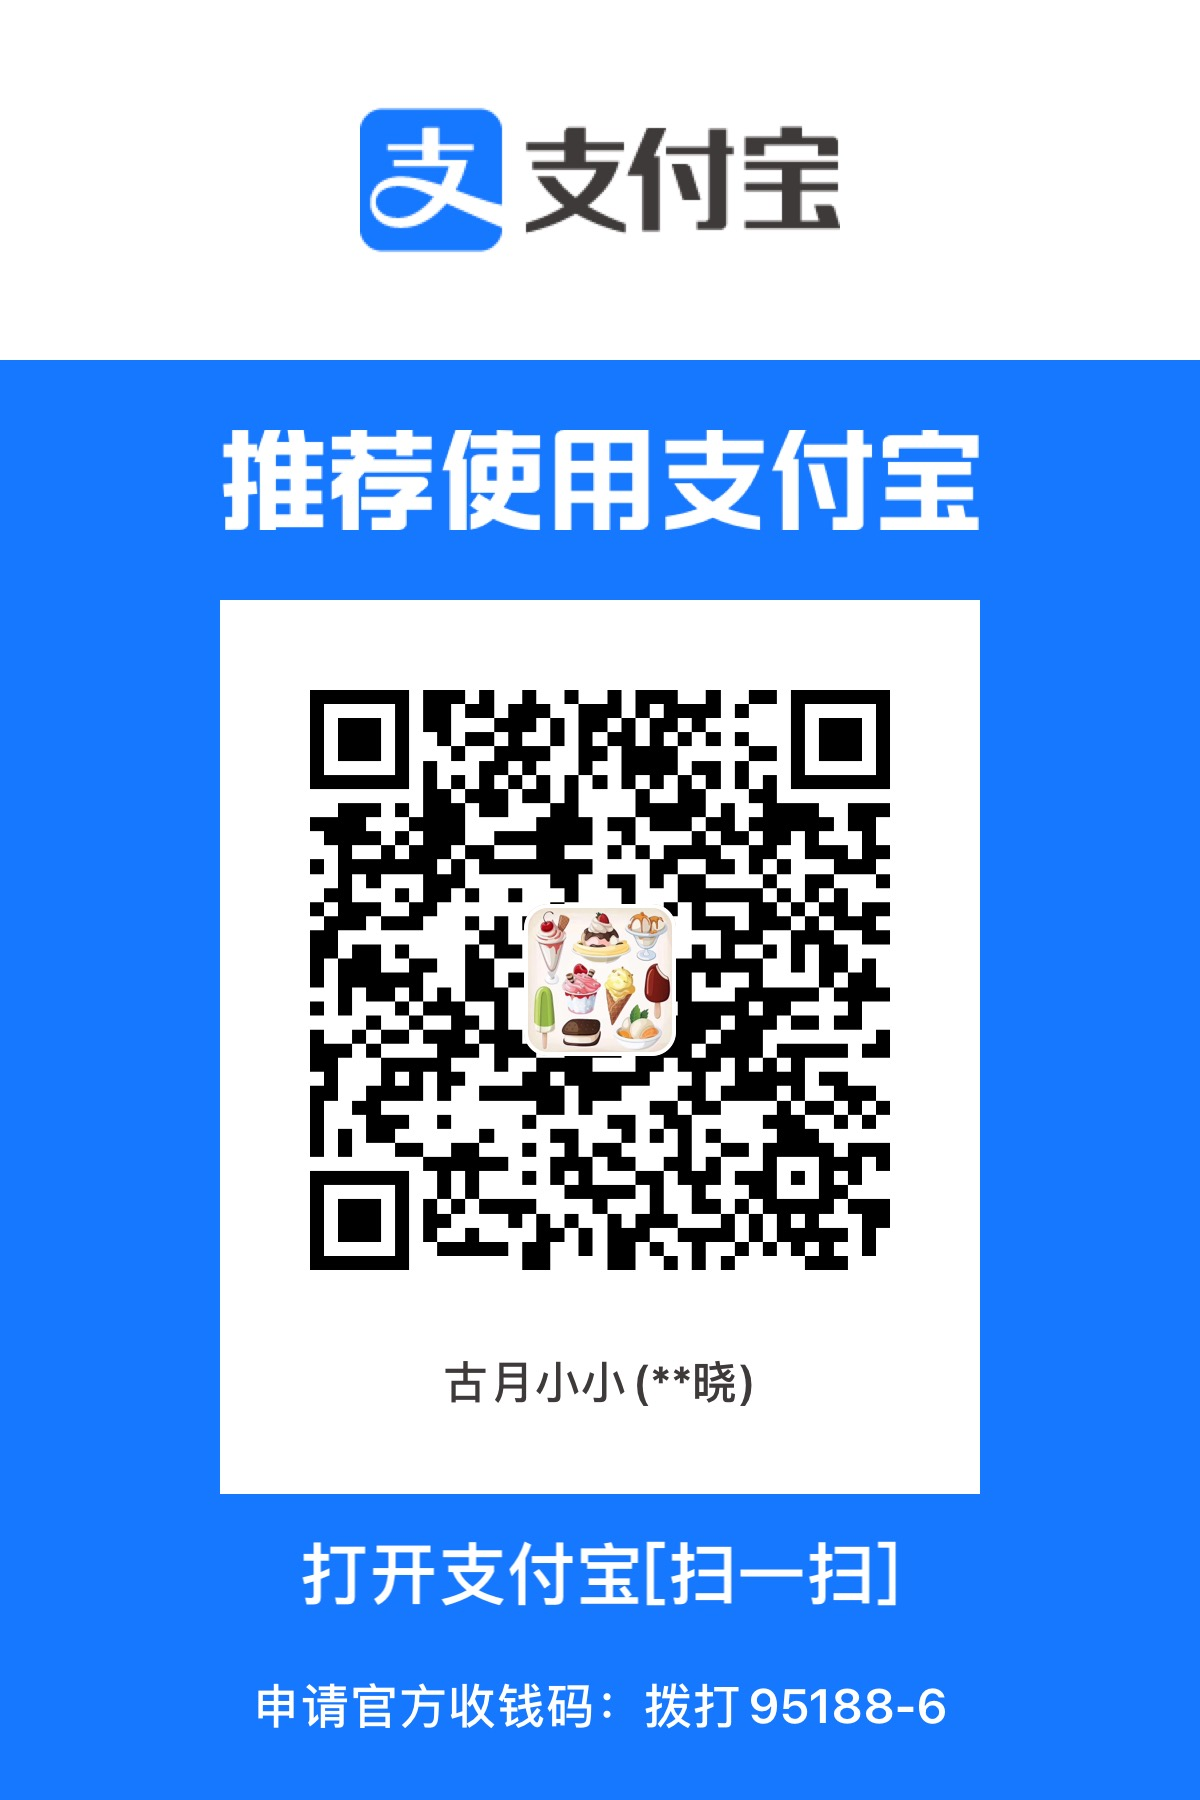 支 支付宝
推荐使用支付宝
古月小小 (**晓)
打开支付宝[扫一扫]
申请官方收钱码：拨打 95188-6